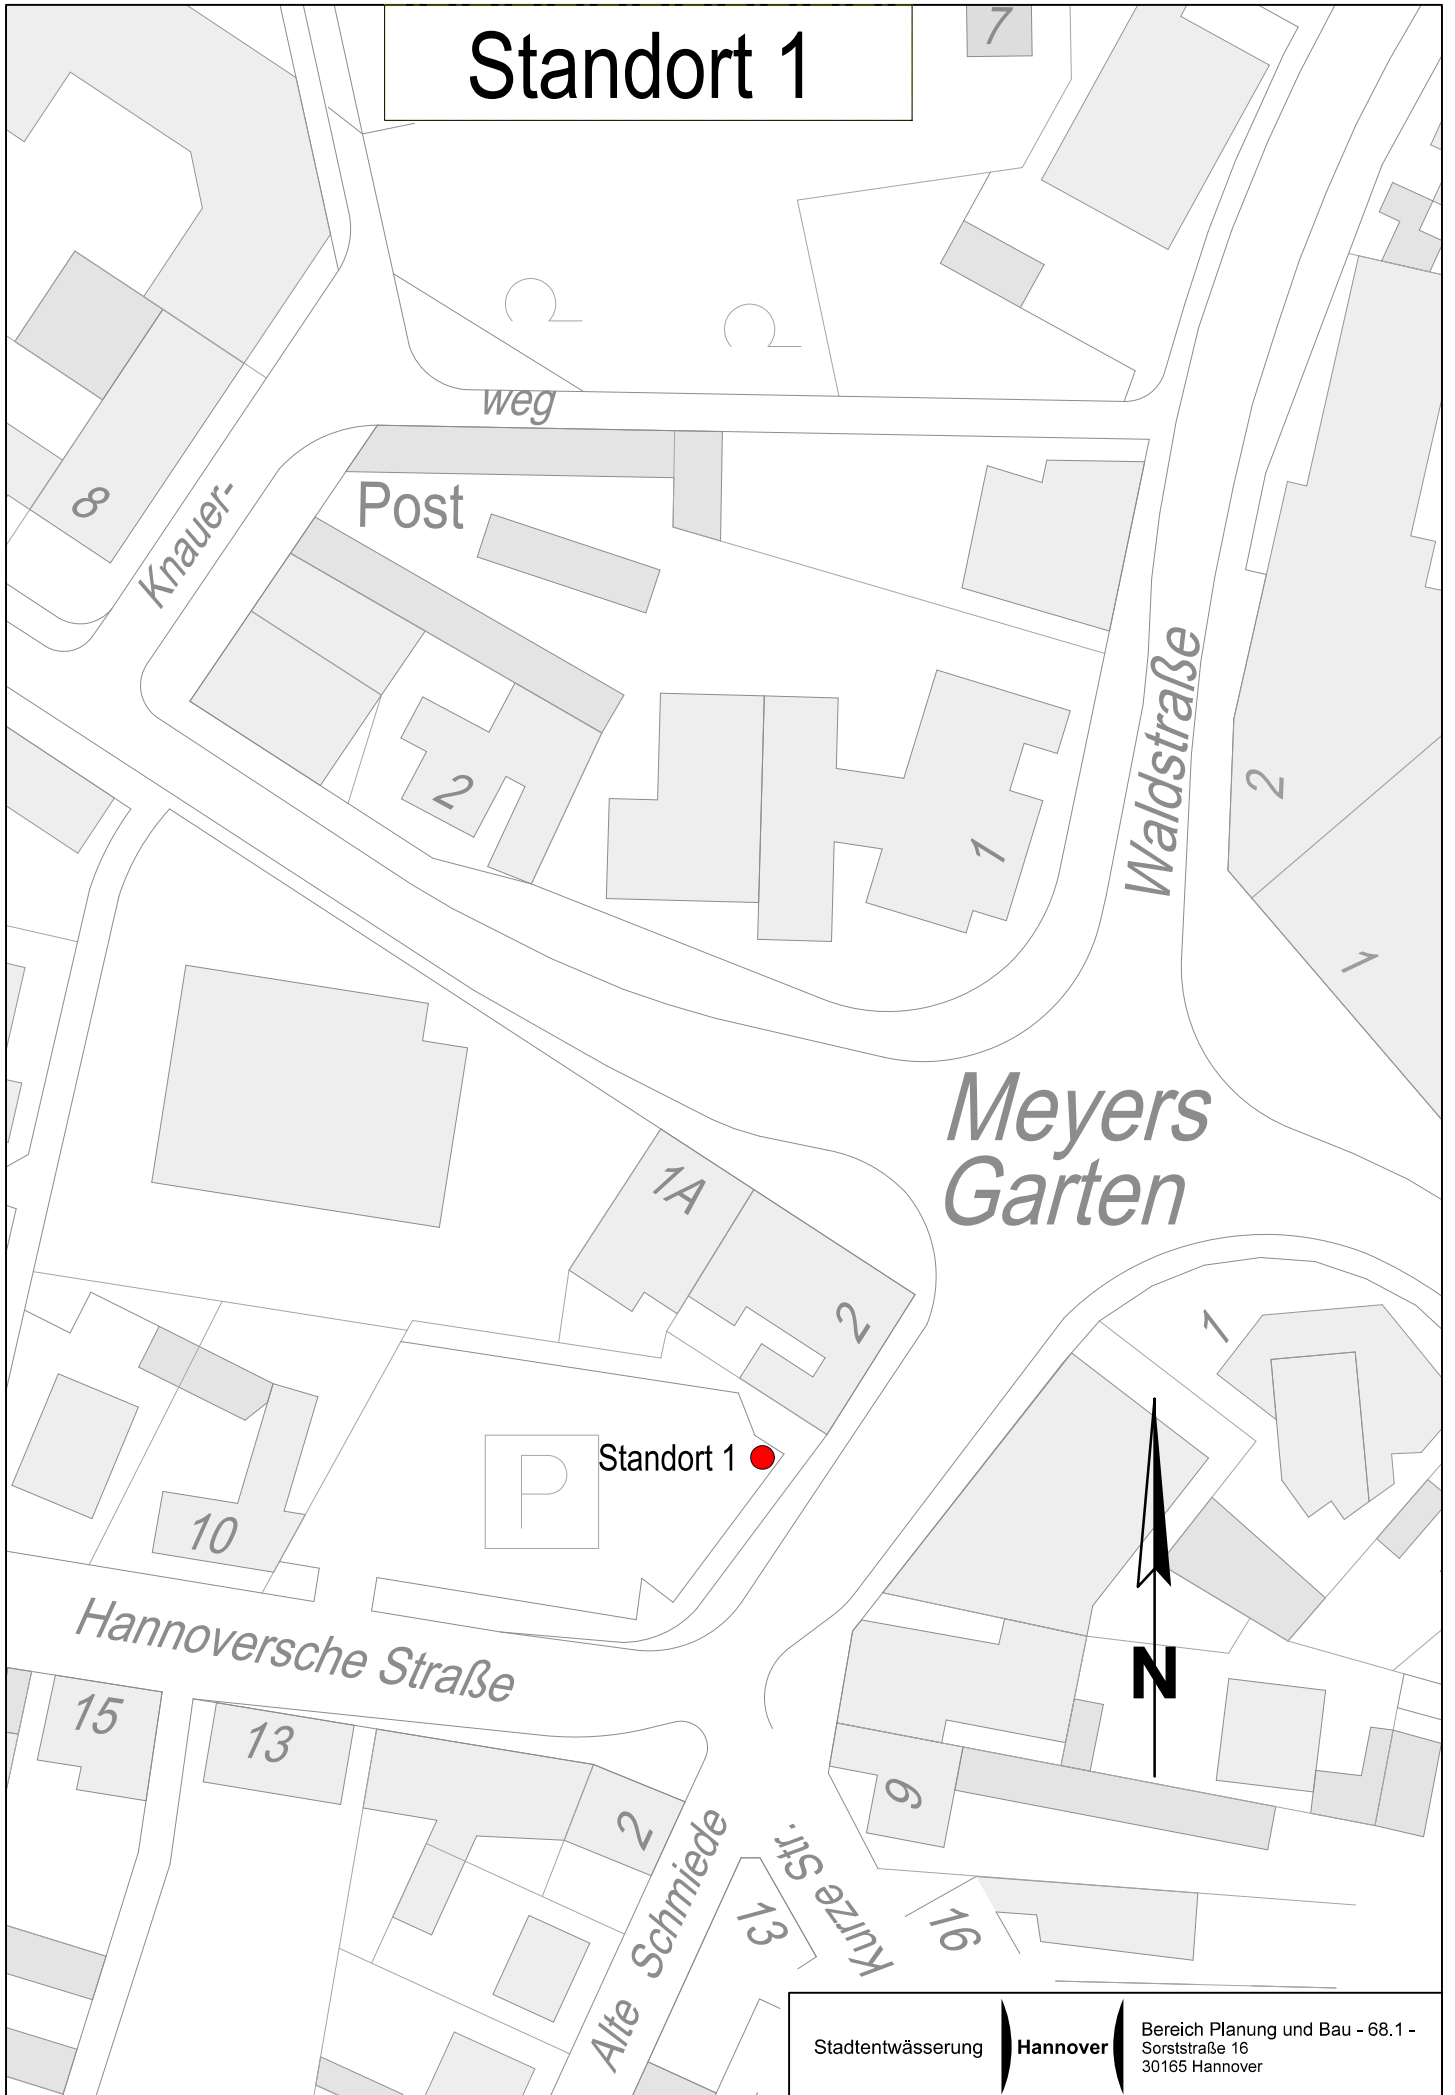 Standort 1
7
weg
Post
8
Knauer-
Waldstraße
2
2
1
1
Meyers
Garten
1A
2
1
Standort 1
P
10
Hannoversche Straße
N
15
13
2
9
Alte Schmiede
Kurze Str.
13
16
Stadtentwässerung
Hannover
Bereich Planung und Bau - 68.1 -
Sorststraße 16
30165 Hannover